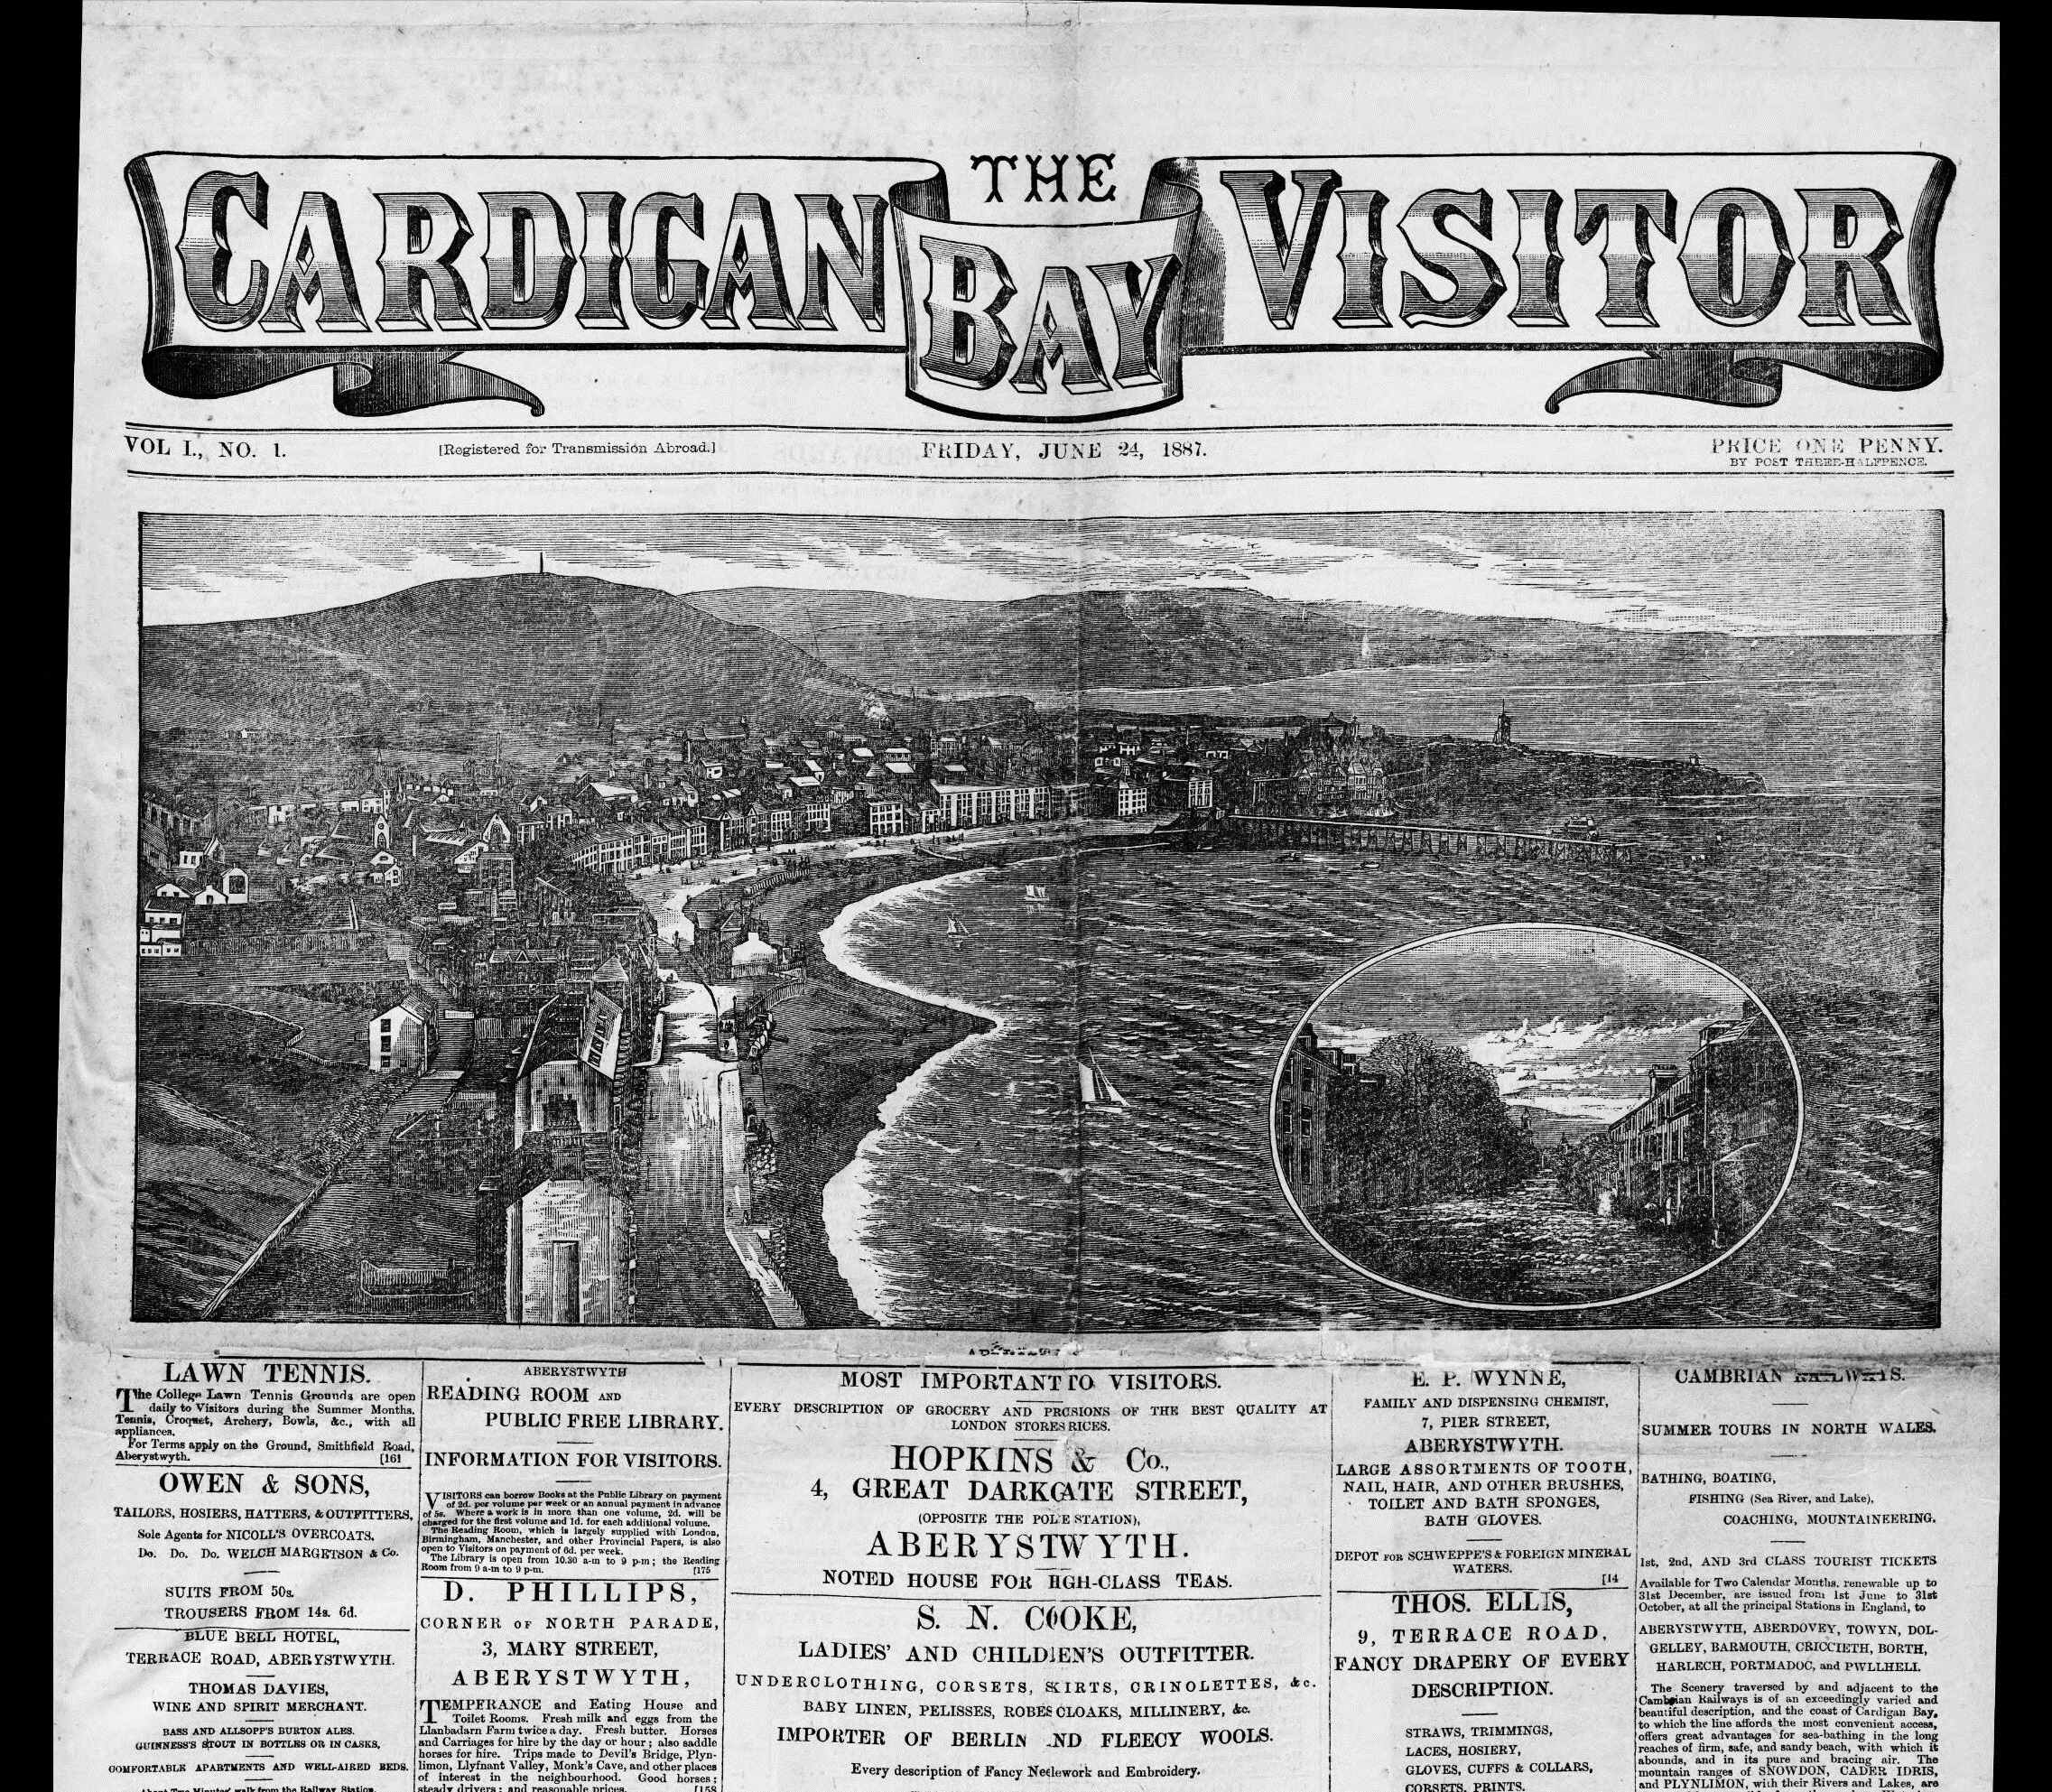 THE
CARDIGAN BAY VISITOR
VOL I., NO. 1.
[Registered for Transmission Abroad.]
FRIDAY, JUNE 24, 1887.
PRICE ONE PENNY.
BY POST THREE-HALFPENCE.
LAWN TENNIS.
The College Lawn Tennis Grounds are open
daily to Visitors during the Summer Months.
Tennis, Croquet, Archery, Bowls, &c., with all
appliances.
For Terms apply on the Ground, Smithfield Road,
Aberystwyth. [161
OWEN & SONS,
TAILORS, HOSIERS, HATTERS, & OUTFITTERS,
Sole Agents for NICOLL'S OVERCOATS.
Do. Do. Do. WELCH MARGETSON & Co.
SUITS FROM 50s.
TROUSERS FROM 14s. 6d.
BLUE BELL HOTEL,
TERRACE ROAD, ABERYSTWYTH.
THOMAS DAVIES,
WINE AND SPIRIT MERCHANT.
BASS AND ALLSOPP'S BURTON ALES.
GUINNESS'S STOUT IN BOTTLES OR IN CASKS,
COMFORTABLE APARTMENTS AND WELL-AIRED BEDS.
About Two Minutes' walk from the Railway Station.
ABERYSTWYTH
READING ROOM AND
PUBLIC FREE LIBRARY.
INFORMATION FOR VISITORS.
VISITORS can borrow Books at the Public Library on payment
of 2d. per volume per week or an annual payment in advance
of 5s. Where a work is in more than one volume, 2d. will be
charged for the first volume and 1d. for each additional volume.
The Reading Room, which is largely supplied with London,
Birmingham, Manchester, and other Provincial Papers, is also
open to Visitors on payment of 6d. per week.
The Library is open from 10.30 a-m to 9 p-m; the Reading
Room from 9 a-m to 9 p-m. [175
D. PHILLIPS,
CORNER OF NORTH PARADE,
3, MARY STREET,
ABERYSTWYTH,
TEMPERANCE and Eating House and
Toilet Rooms. Fresh milk and eggs from the
Llanbadarn Farm twice a day. Fresh butter. Horses
and Carriages for hire by the day or hour; also saddle
horses for hire. Trips made to Devil's Bridge, Plyn-
limon, Llyfnant Valley, Monk's Cave, and other places
of interest in the neighbourhood. Good horses;
steady drivers; and reasonable prices. [158
MOST IMPORTANT TO VISITORS.
EVERY DESCRIPTION OF GROCERY AND PROSIONS OF THE BEST QUALITY AT
LONDON STORES RICES.
HOPKINS & Co.,
4, GREAT DARKGATE STREET,
(OPPOSITE THE POLE STATION),
ABERYSTWYTH.
NOTED HOUSE FOR HGH-CLASS TEAS.
S. N. COOKE,
LADIES' AND CHILDIEN'S OUTFITTER.
UNDERCLOTHING, CORSETS, SKIRTS, CRINOLETTES, &c.
BABY LINEN, PELISSES, ROBES CLOAKS, MILLINERY, &c.
IMPORTER OF BERLIN ND FLEECY WOOLS.
Every description of Fancy Needlework and Embroidery.
E. P. WYNNE,
FAMILY AND DISPENSING CHEMIST,
7, PIER STREET,
ABERYSTWYTH.
LARGE ASSORTMENTS OF TOOTH,
NAIL, HAIR, AND OTHER BRUSHES,
TOILET AND BATH SPONGES,
BATH GLOVES.
DEPOT FOR SCHWEPPE'S & FOREIGN MINERAL
WATERS. [14
THOS. ELLIS,
9, TERRACE ROAD,
FANCY DRAPERY OF EVERY
DESCRIPTION.
STRAWS, TRIMMINGS,
LACES, HOSIERY,
GLOVES, CUFFS & COLLARS,
CORSETS, PRINTS.
CAMBRIAN RAILWAYS.
SUMMER TOURS IN NORTH WALES.
BATHING, BOATING,
FISHING (Sea River, and Lake),
COACHING, MOUNTAINEERING.
1st, 2nd, AND 3rd CLASS TOURIST TICKETS
Available for Two Calendar Months, renewable up to
31st December, are issued from 1st June to 31st
October, at all the principal Stations in England, to
ABERYSTWYTH, ABERDOVEY, TOWYN, DOL-
GELLEY, BARMOUTH, CRICCIETH, BORTH,
HARLECH, PORTMADOC, and PWLLHELI.
The Scenery traversed by and adjacent to the
Cambrian Railways is of an exceedingly varied and
beautiful description, and the coast of Cardigan Bay,
to which the line affords the most convenient access,
offers great advantages for sea-bathing in the long
reaches of firm, safe, and sandy beach, with which it
abounds, and in its pure and bracing air. The
mountain ranges of SNOWDON, CADER IDRIS,
and PLYNLIMON, with their Rivers and Lakes, are